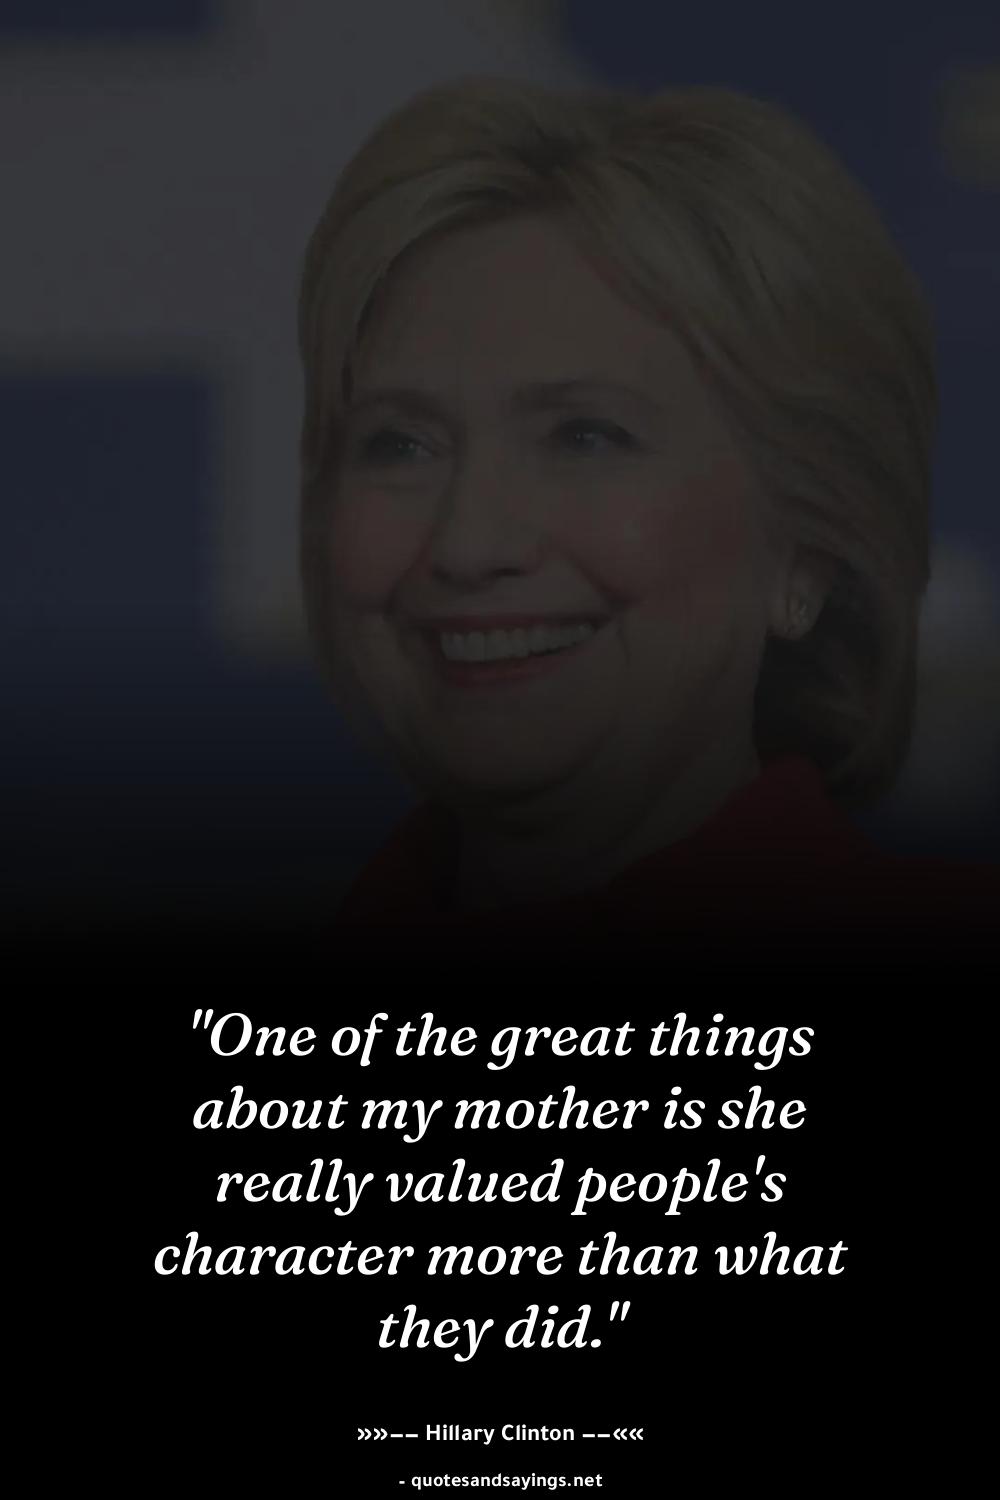 "One of the great things
about my mother is she
really valued people's
character more than what
they did."
»»−− Hillary Clinton −−««
- quotesandsayings.net